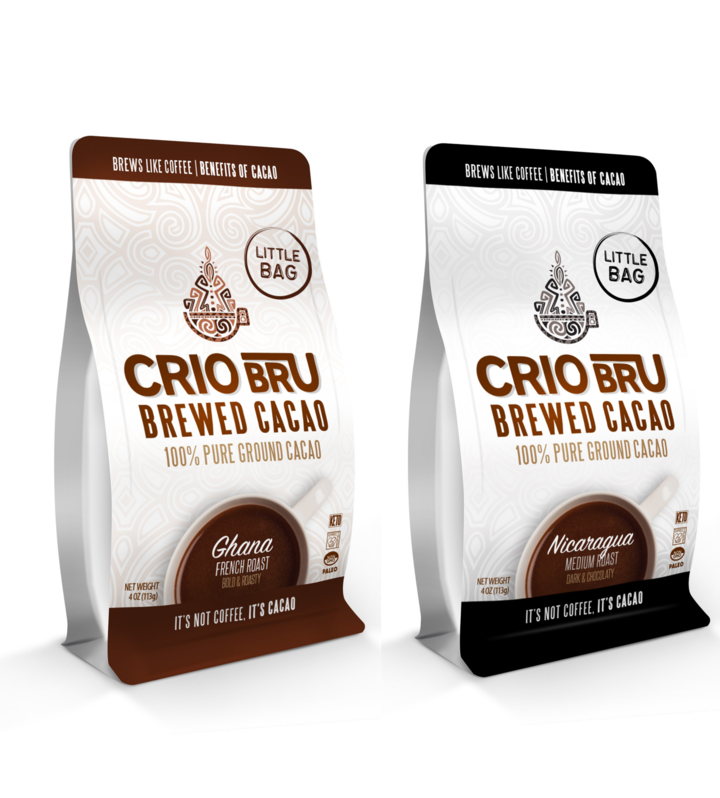 BREWS LIKE COFFEE | BENEFITS OF CACAO
LITTLE
BAG
CRIO BRU
BREWED CACAO
100% PURE GROUND CACAO
Ghana
FRENCH ROAST
BOLD & ROASTY
KETO
PALEO
NET WEIGHT
4 OZ (113g)
IT'S NOT COFFEE. IT'S CACAO
BREWS LIKE COFFEE | BENEFITS OF CACAO
LITTLE
BAG
CRIO BRU
BREWED CACAO
100% PURE GROUND CACAO
Nicaragua
MEDIUM ROAST
DARK & CHOCOLATY
KETO
PALEO
NET WEIGHT
4 OZ (113g)
IT'S NOT COFFEE. IT'S CACAO